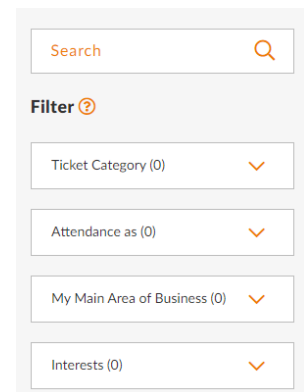 Search
Filter ?
Ticket Category (0)
Attendance as (0)
My Main Area of Business (0)
Interests (0)